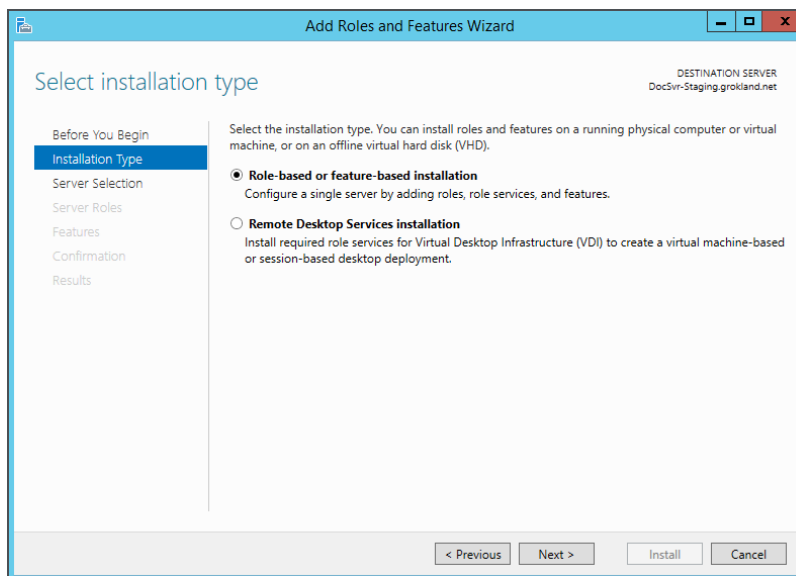 Add Roles and Features Wizard
Select installation type
DESTINATION SERVER
DocSvr-Staging.grokland.net
Before You Begin
Installation Type
Server Selection
Server Roles
Features
Confirmation
Results
Select the installation type. You can install roles and features on a running physical computer or virtual
machine, or on an offline virtual hard disk (VHD).
Role-based or feature-based installation
Configure a single server by adding roles, role services, and features.
Remote Desktop Services installation
Install required role services for Virtual Desktop Infrastructure (VDI) to create a virtual machine-based
or session-based desktop deployment.
< Previous
Next >
Install
Cancel